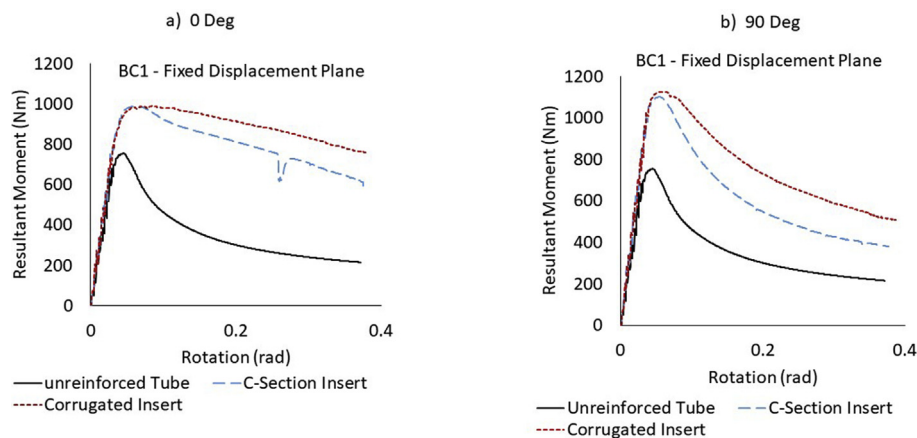 a) 0 Deg
BC1 - Fixed Displacement Plane
Resultant Moment (Nm)
1200
1000
800
600
400
200
0
0
0.2
0.4
Rotation (rad)
unreinforced Tube
C-Section Insert
Corrugated Insert
b) 90 Deg
BC1 - Fixed Displacement Plane
Resultant Moment (Nm)
1200
1000
800
600
400
200
0
0
0.2
0.4
Rotation (rad)
Unreinforced Tube
C-Section Insert
Corrugated Insert